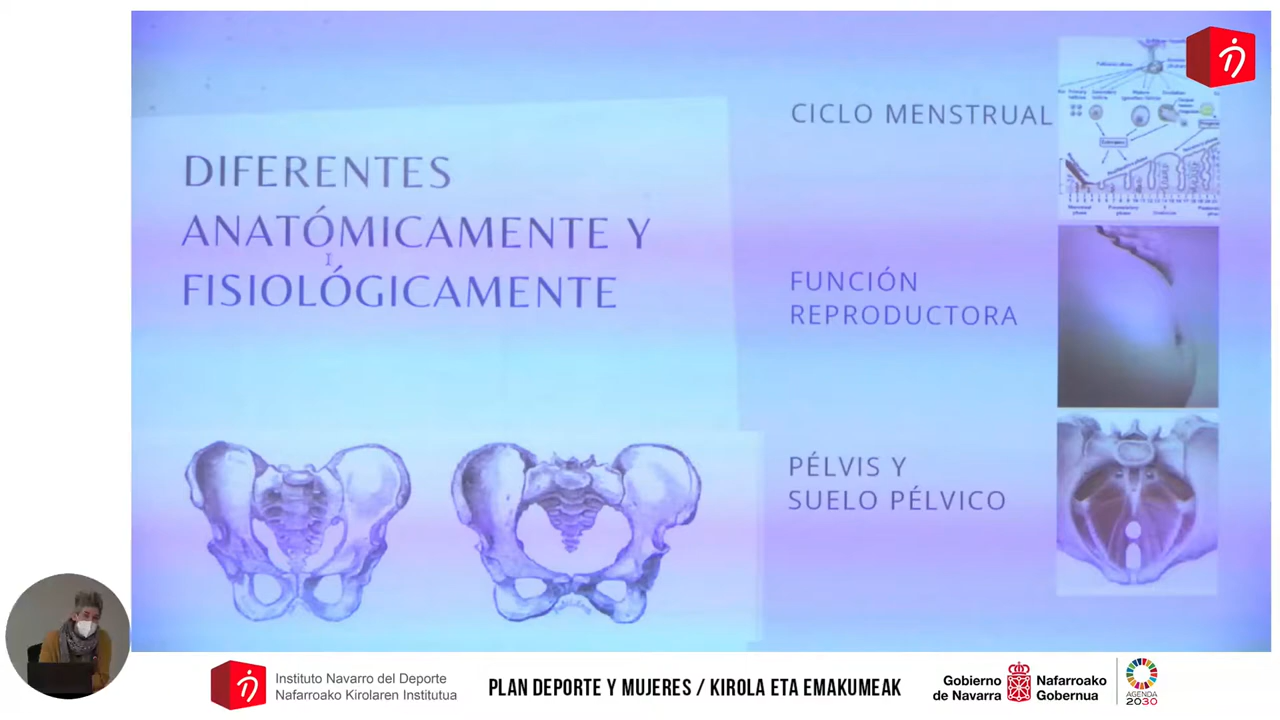 DIFERENTES
ANATÓMICAMENTE Y
FISIOLÓGICAMENTE
CICLO MENSTRUAL
FUNCIÓN
REPRODUCTORA
PÉLVIS Y
SUELO PÉLVICO
Instituto Navarro del Deporte
Nafarroako Kirolaren Institutua
PLAN DEPORTE Y MUJERES / KIROLA ETA EMAKUMEAK
Gobierno
de Navarra
Nafarroako
Gobernua
AGENDA
2030